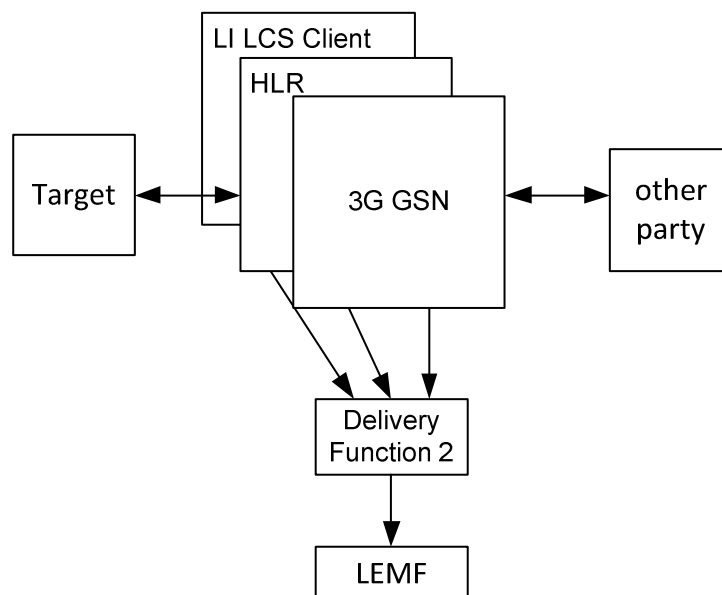 LI LCS Client
HLR
Target
3G GSN
other
party
Delivery
Function 2
LEMF